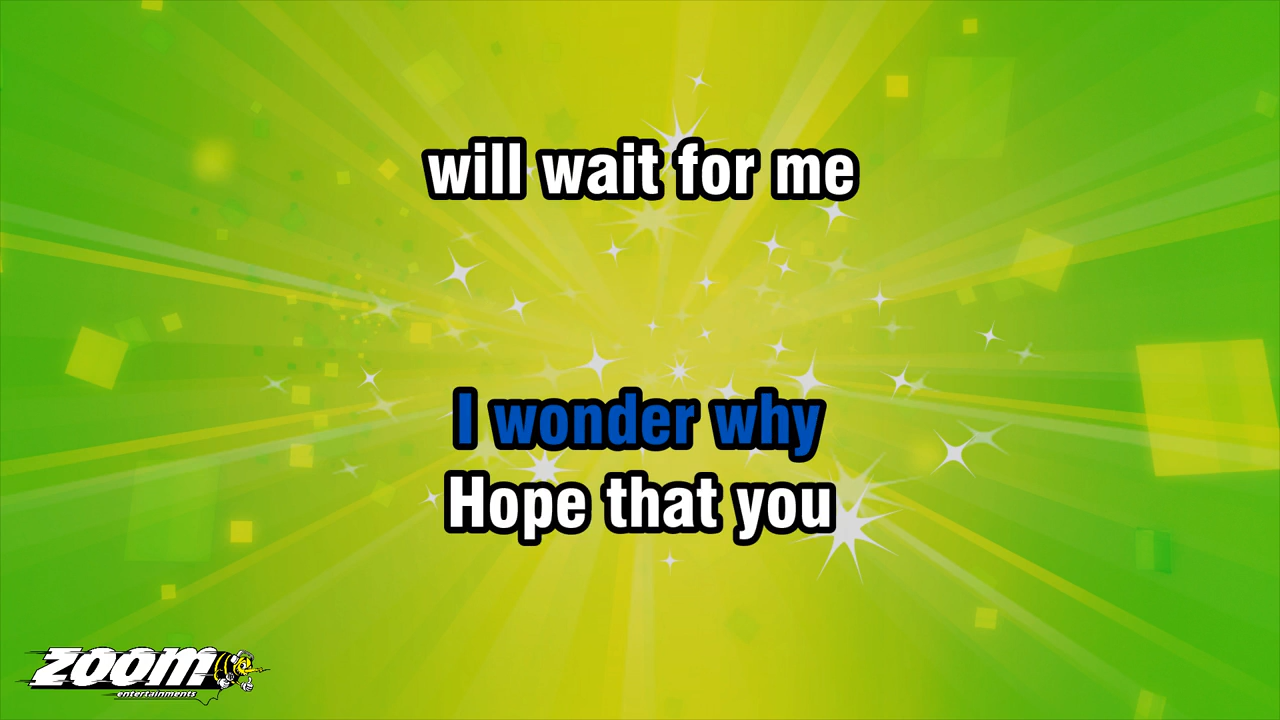 will wait for me
I wonder why
Hope that you
ZOOM
entertainments